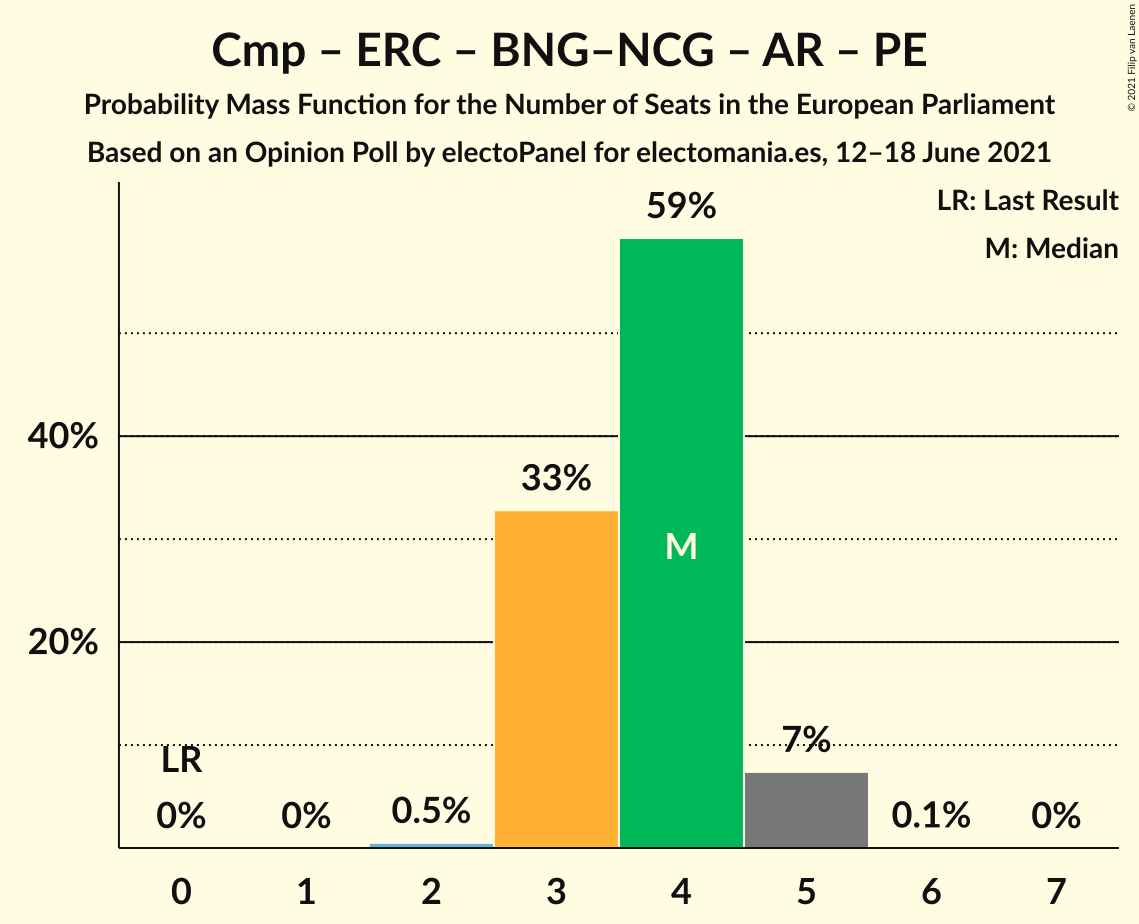 Cmp – ERC – BNG–NCG – AR – PE
Probability Mass Function for the Number of Seats in the European Parliament
Based on an Opinion Poll by electoPanel for electomania.es, 12–18 June 2021
© 2021 Filip van Laenen
LR: Last Result
M: Median
59%
40%
33%
M
20%
7%
LR
0% 0% 0.5% 0.1% 0%
0 1 2 3 4 5 6 7